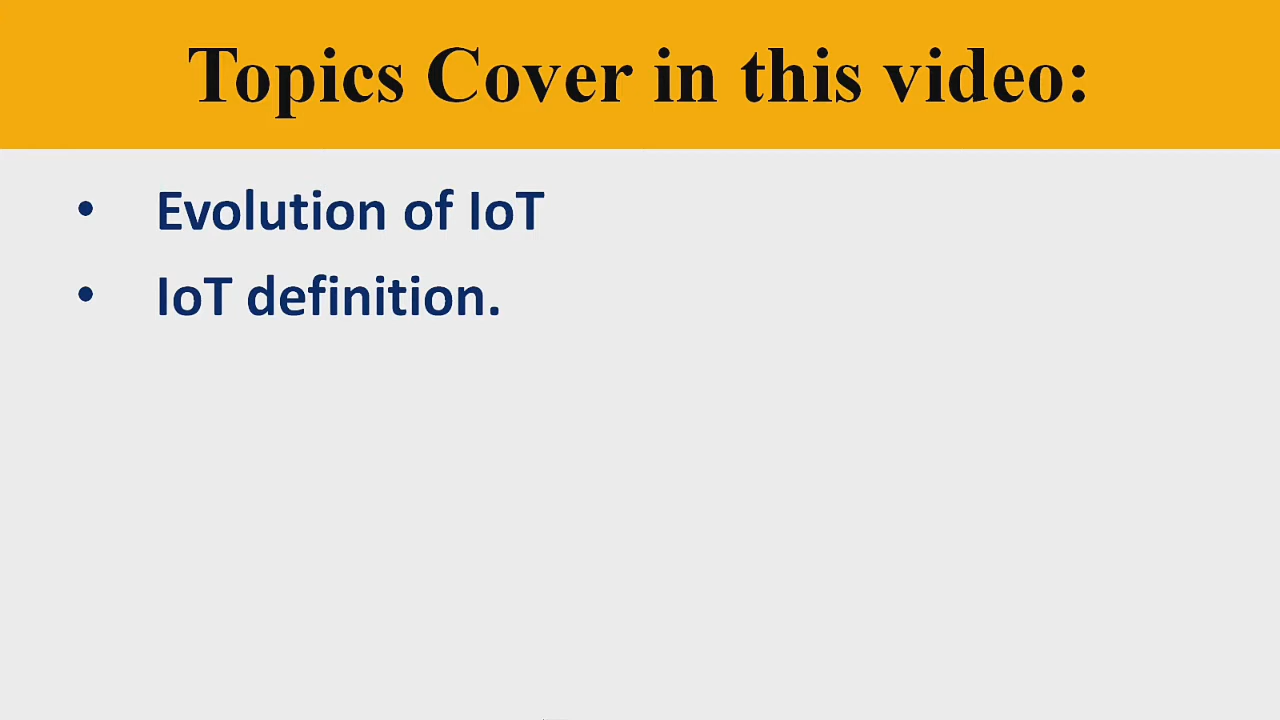 Topics Cover in this video:
• Evolution of IoT
• IoT definition.